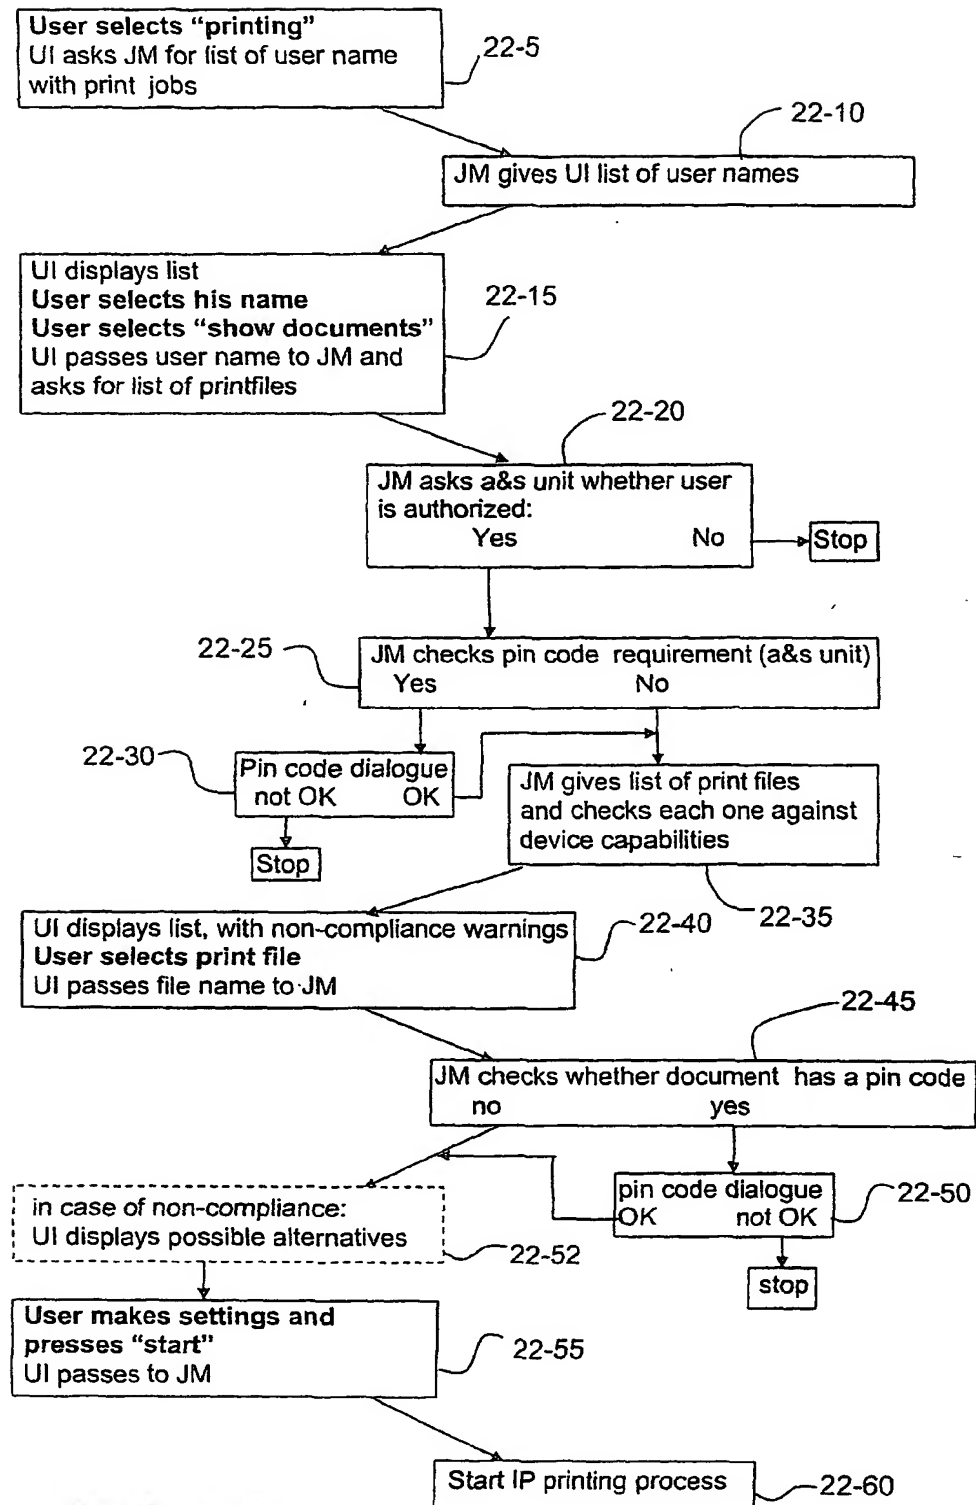 User selects “printing”
UI asks JM for list of user name
with print jobs
22-5
22-10
JM gives UI list of user names
UI displays list
User selects his name
User selects “show documents”
UI passes user name to JM and
asks for list of printfiles
22-15
22-20
JM asks a&s unit whether user
is authorized:
Yes No
Stop
22-25
JM checks pin code requirement (a&s unit)
Yes No
22-30
Pin code dialogue
not OK OK
Stop
JM gives list of print files
and checks each one against
device capabilities
22-35
UI displays list, with non-compliance warnings
User selects print file
UI passes file name to JM
22-40
22-45
JM checks whether document has a pin code
no yes
pin code dialogue
OK not OK
22-50
stop
in case of non-compliance:
UI displays possible alternatives
22-52
User makes settings and
presses “start”
UI passes to JM
22-55
Start IP printing process
22-60